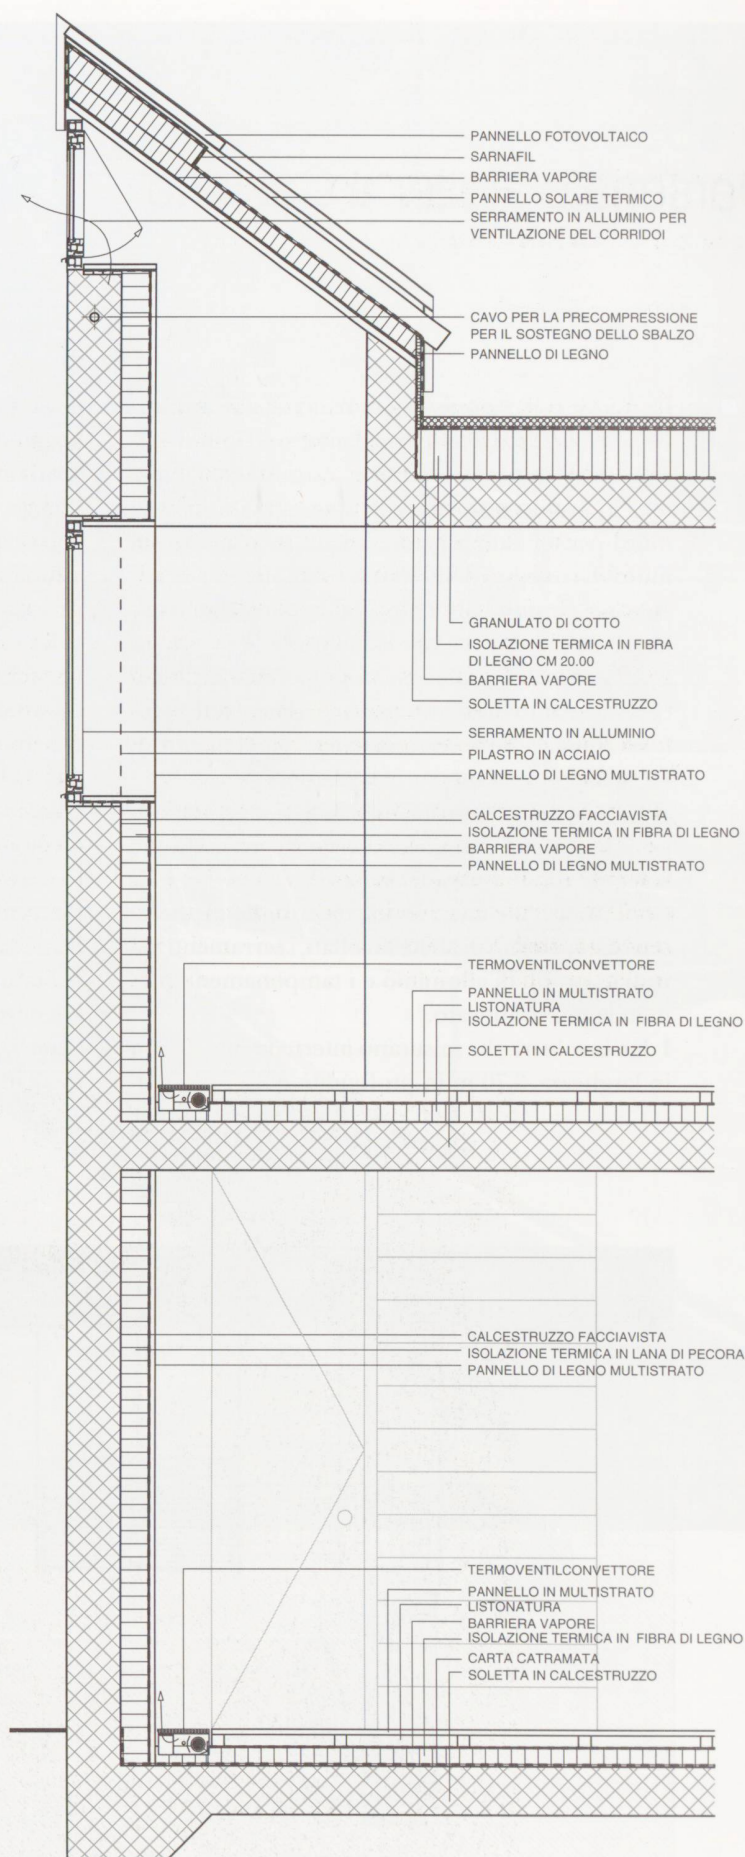 PANNELLO FOTOVOLTAICO
SARNAFIL
BARRIERA VAPORE
PANNELLO SOLARE TERMICO
SERRAMENTO IN ALLUMINIO PER
VENTILAZIONE DEL CORRIDOI
CAVO PER LA PRECOMPRESSIONE
PER IL SOSTEGNO DELLO SBALZO
PANNELLO DI LEGNO
GRANULATO DI COTTO
ISOLAZIONE TERMICA IN FIBRA
DI LEGNO CM 20.00
BARRIERA VAPORE
SOLETTA IN CALCESTRUZZO
SERRAMENTO IN ALLUMINIO
PILASTRO IN ACCIAIO
PANNELLO DI LEGNO MULTISTRATO
CALCESTRUZZO FACCIAVISTA
ISOLAZIONE TERMICA IN FIBRA DI LEGNO
BARRIERA VAPORE
PANNELLO DI LEGNO MULTISTRATO
TERMOVENTILCONVETTORE
PANNELLO IN MULTISTRATO
LISTONATURA
ISOLAZIONE TERMICA IN FIBRA DI LEGNO
SOLETTA IN CALCESTRUZZO
CALCESTRUZZO FACCIAVISTA
ISOLAZIONE TERMICA IN LANA DI PECORA
PANNELLO DI LEGNO MULTISTRATO
TERMOVENTILCONVETTORE
PANNELLO IN MULTISTRATO
LISTONATURA
BARRIERA VAPORE
ISOLAZIONE TERMICA IN FIBRA DI LEGNO
CARTA CATRAMATA
SOLETTA IN CALCESTRUZZO